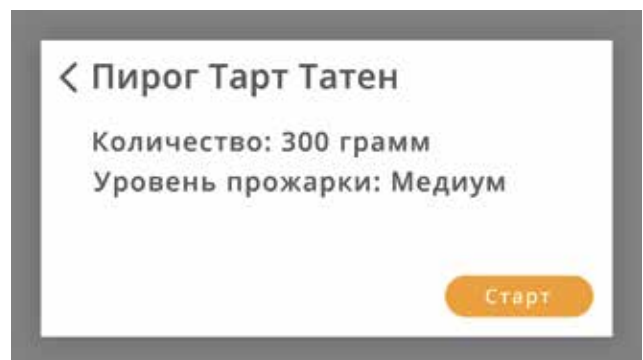 Пирог Тарт Татен
Количество: 300 грамм
Уровень прожарки: Медиум
Старт